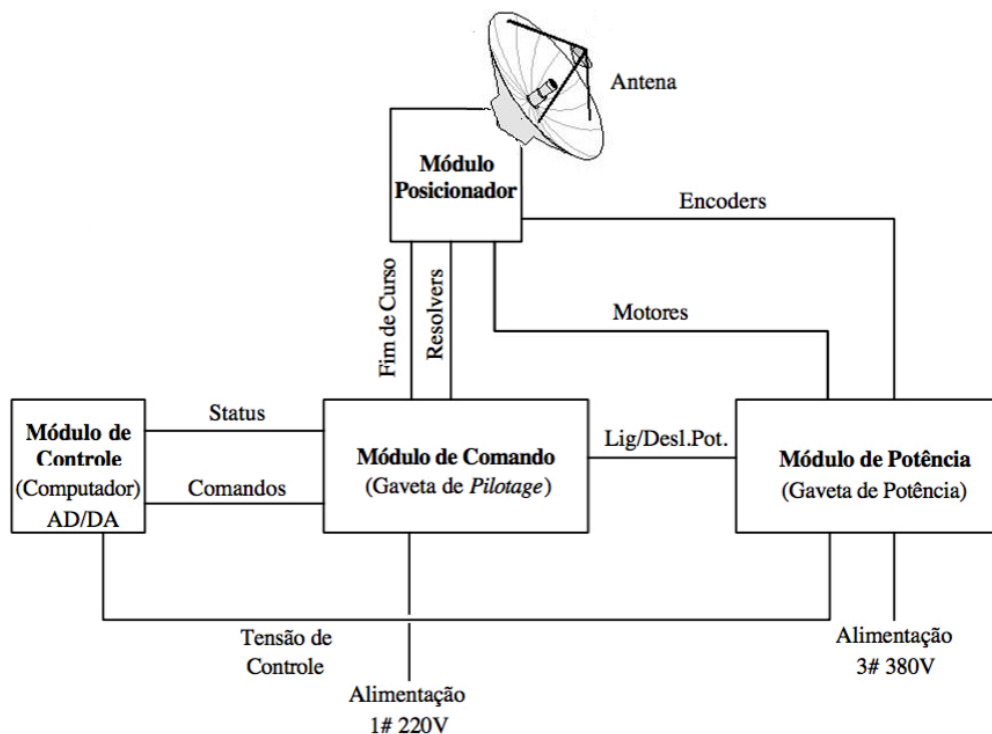 Antena
Módulo
Posicionador
Encoders
Fim de Curso
Resolvers
Motores
Módulo de
Controle
(Computador)
AD/DA
Status
Comandos
Módulo de Comando
(Gaveta de Pilotage)
Lig/Desl.Pot.
Módulo de Potência
(Gaveta de Potência)
Tensão de
Controle
Alimentação
1# 220V
Alimentação
3# 380V